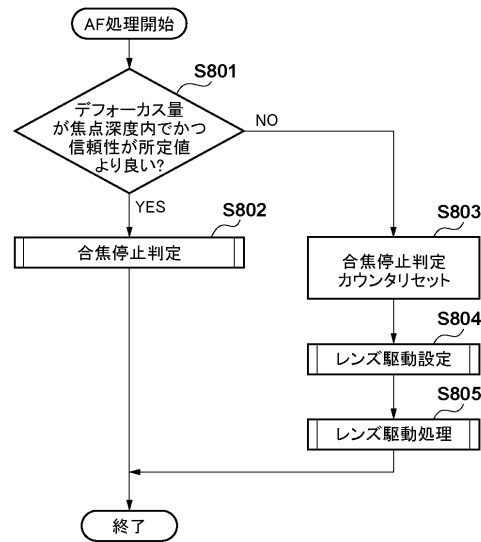 AF処理開始
S801
デフォーカス量
が焦点深度内でかつ
信頼性が所定値
より良い?
NO
YES
S802
合焦停止判定
S803
合焦停止判定
カウンタリセット
S804
レンズ駆動設定
S805
レンズ駆動処理
終了